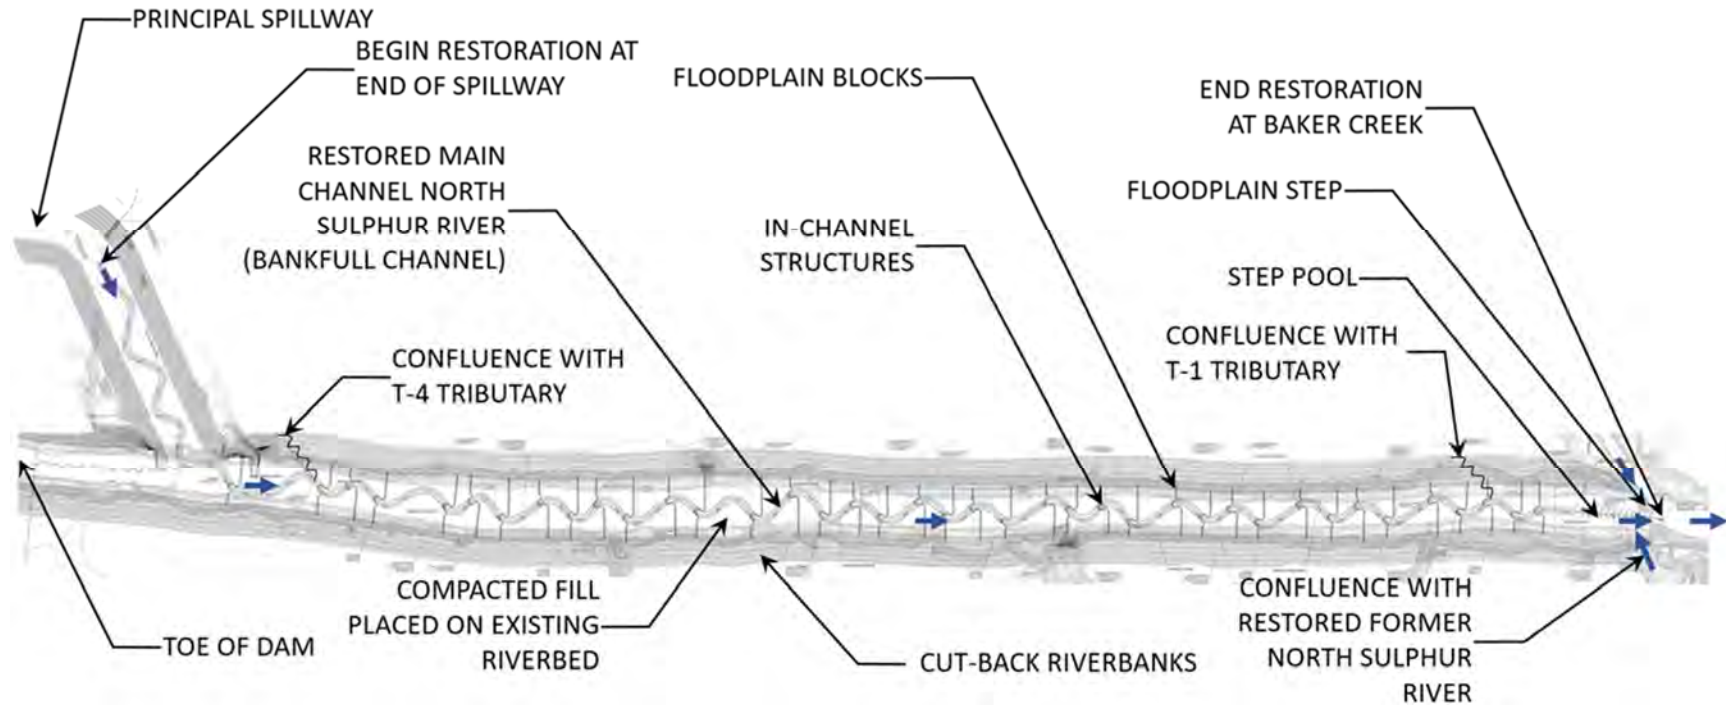 PRINCIPAL SPILLWAY
BEGIN RESTORATION AT
END OF SPILLWAY
FLOODPLAIN BLOCKS
END RESTORATION
AT BAKER CREEK
RESTORED MAIN
CHANNEL NORTH
SULPHUR RIVER
(BANKFULL CHANNEL)
IN-CHANNEL
STRUCTURES
FLOODPLAIN STEP
STEP POOL
CONFLUENCE WITH
T-4 TRIBUTARY
CONFLUENCE WITH
T-1 TRIBUTARY
TOE OF DAM
COMPACTED FILL
PLACED ON EXISTING
RIVERBED
CUT-BACK RIVERBANKS
CONFLUENCE WITH
RESTORED FORMER
NORTH SULPHUR
RIVER